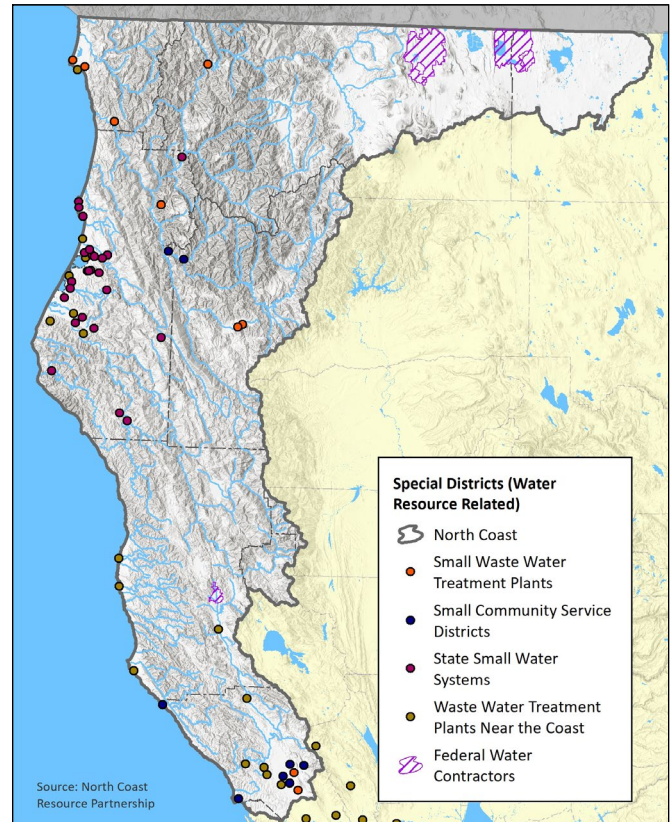 Special Districts (Water
Resource Related)
North Coast
Small Waste Water
Treatment Plants
Small Community Service
Districts
State Small Water
Systems
Waste Water Treatment
Plants Near the Coast
Federal Water
Contractors
Source: North Coast
Resource Partnership